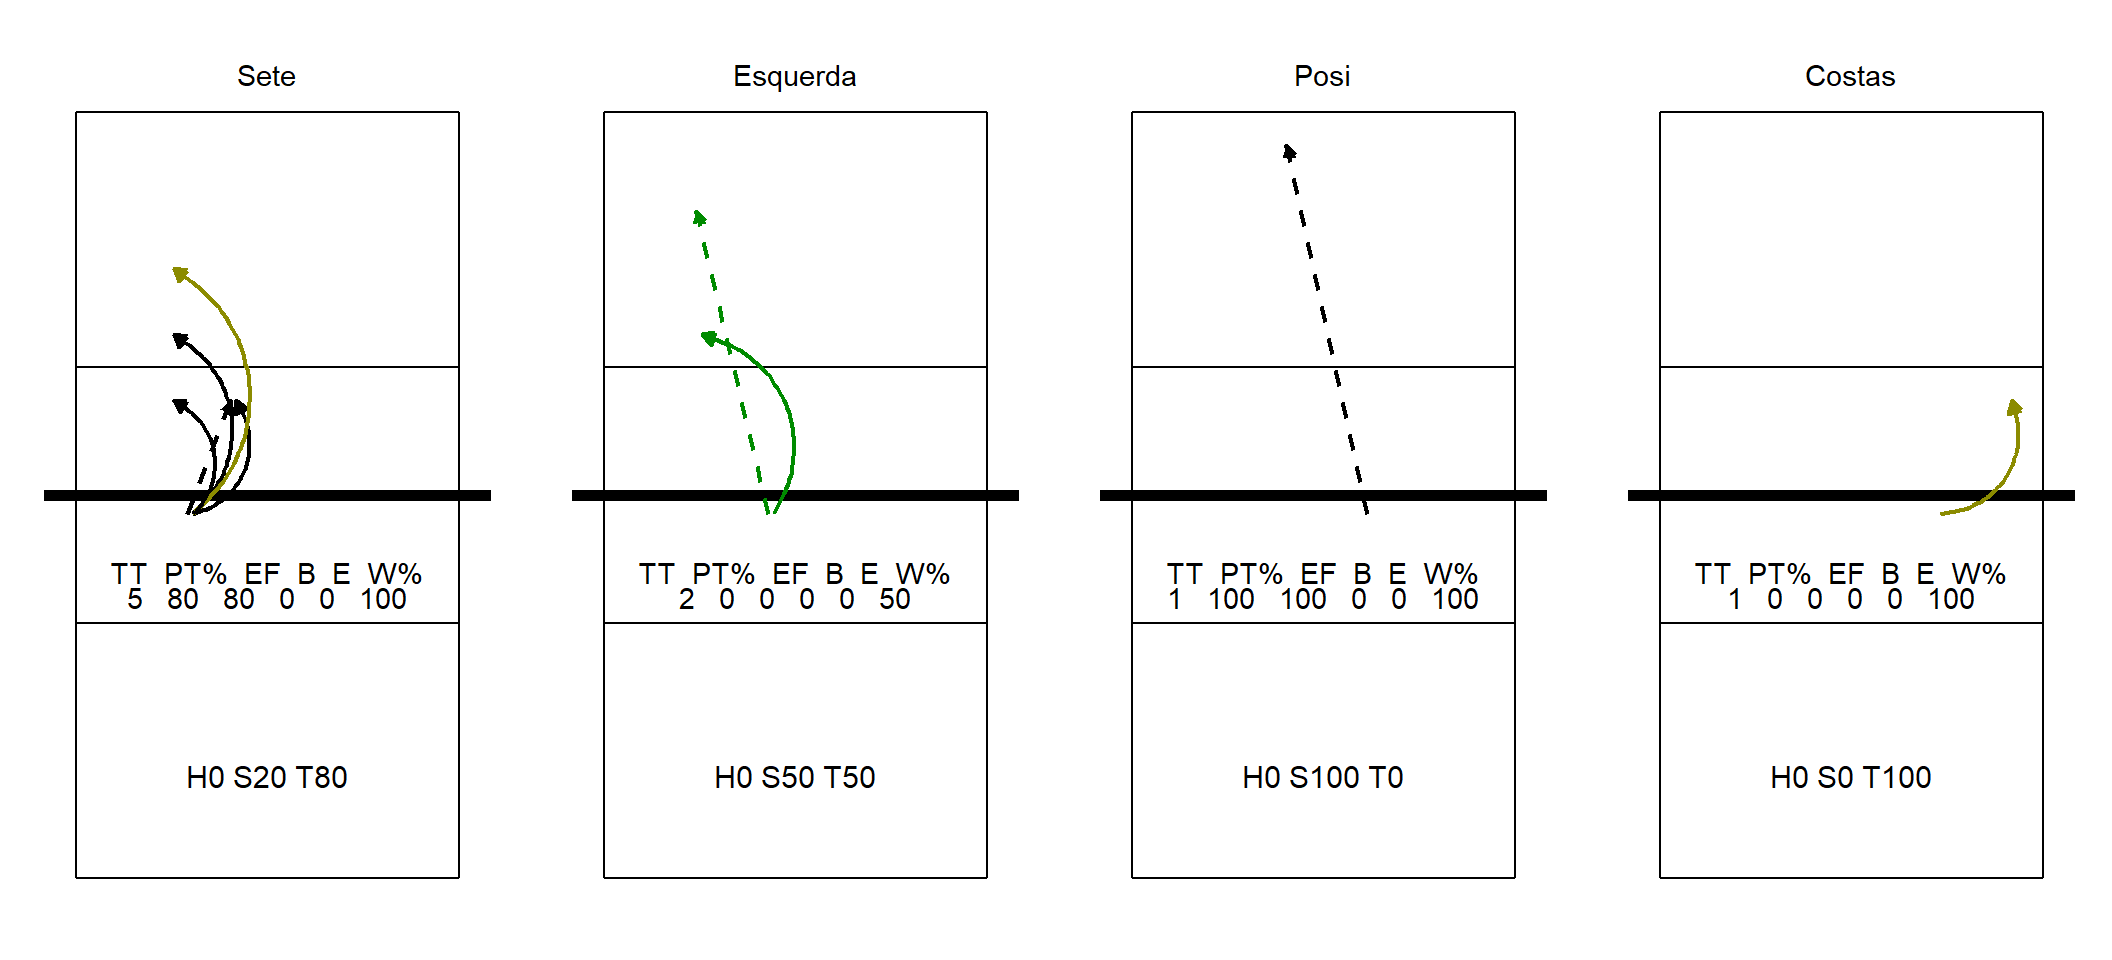 Sete
TT PT% EF B E W%
5 80 80 0 0 100
H0 S20 T80
Esquerda
TT PT% EF B E W%
2 0 0 0 0 50
H0 S50 T50
Posi
TT PT% EF B E W%
1 100 100 0 0 100
H0 S100 T0
Costas
TT PT% EF B E W%
1 0 0 0 0 100
H0 S0 T100